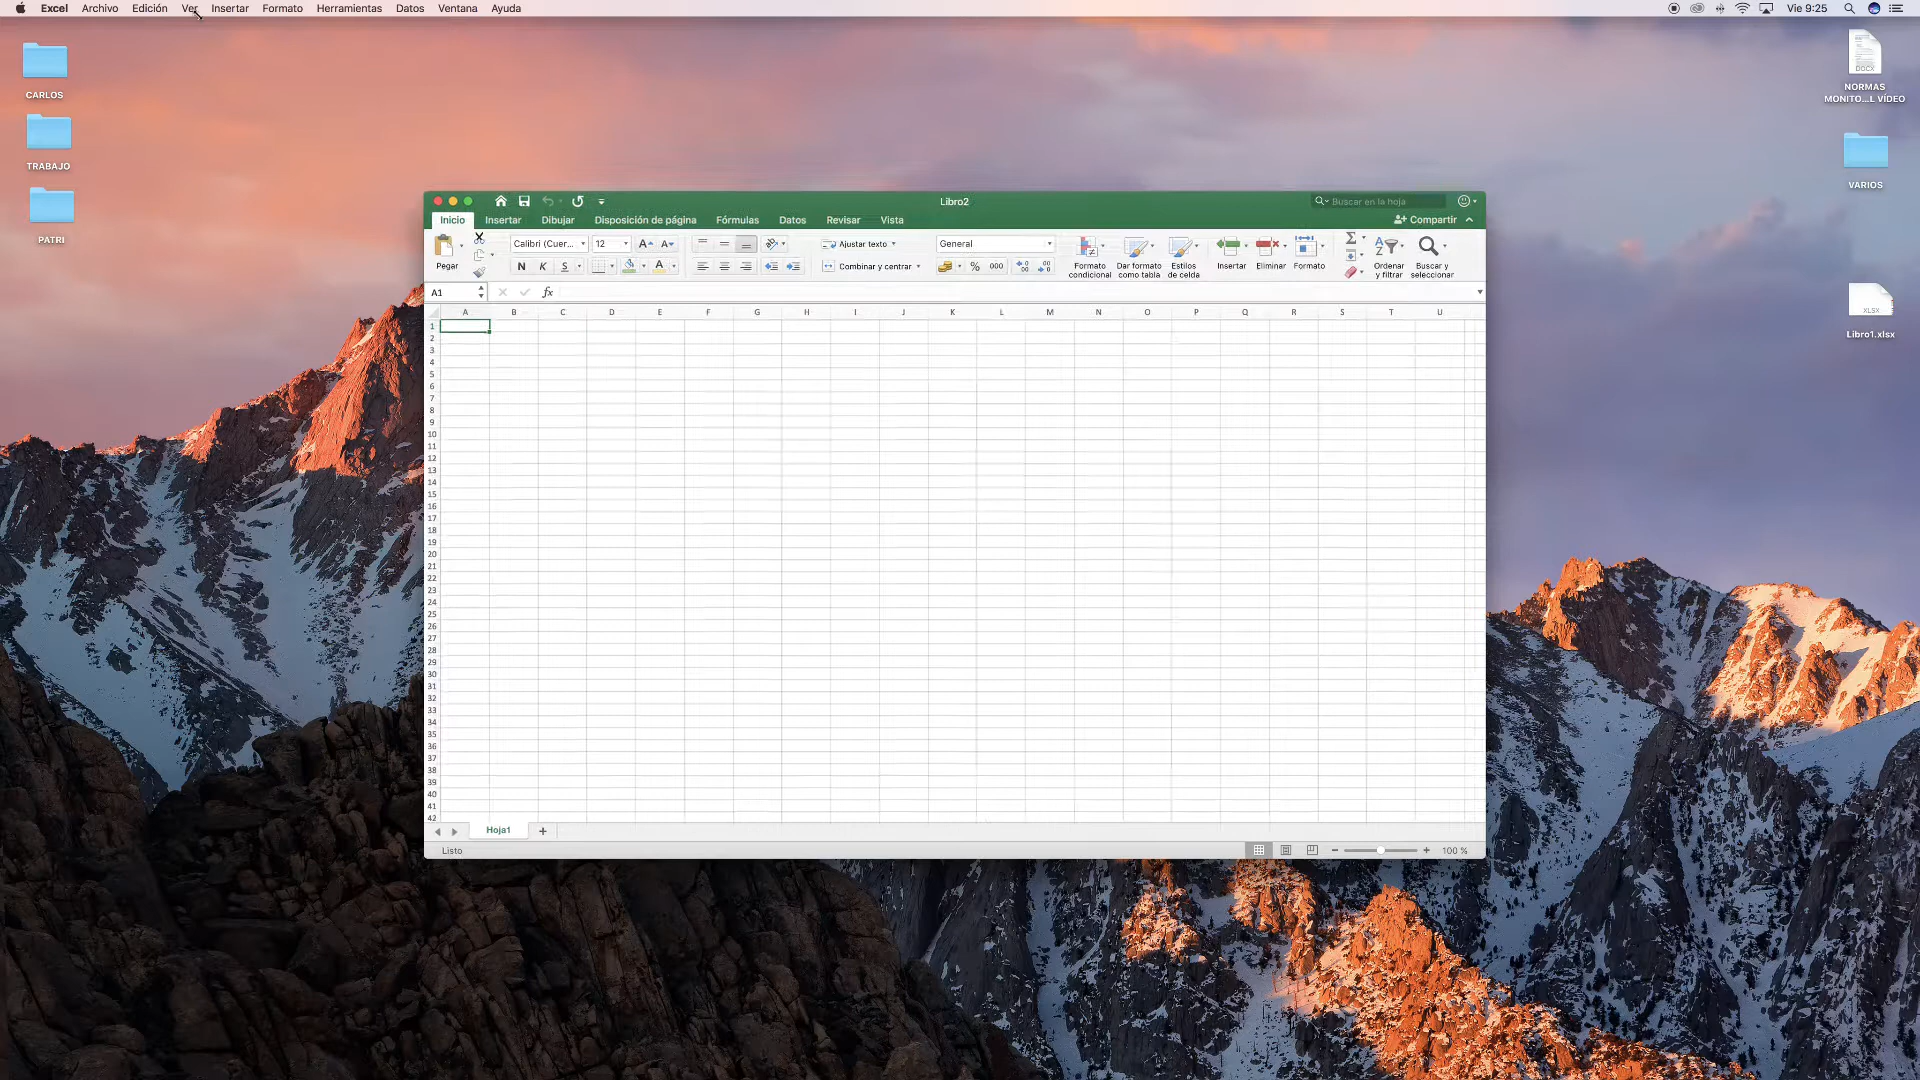 Excel Archivo Edición Ver Insertar Formato Herramientas Datos Ventana Ayuda Vie 9:25
CARLOS
TRABAJO
PATRI
DOCX
NORMAS
MONITO...L VÍDEO
VARIOS
XLSX
Libro1.xlsx
Libro2
Buscar en la hoja
Inicio Insertar Dibujar Disposición de página Fórmulas Datos Revisar Vista Compartir
Pegar
Calibri (Cuer... 12
N K S
Ajustar texto
Combinar y centrar
General
% 000
Formato
condicional
Dar formato
como tabla
Estilos
de celda
Insertar
Eliminar
Formato
Ordenar
y filtrar
Buscar y
seleccionar
A1 fx
A B C D E F G H I J K L M N O P Q R S T U
1
2
3
4
5
6
7
8
9
10
11
12
13
14
15
16
17
18
19
20
21
22
23
24
25
26
27
28
29
30
31
32
33
34
35
36
37
38
39
40
41
42
Hoja1 +
Listo
100 %